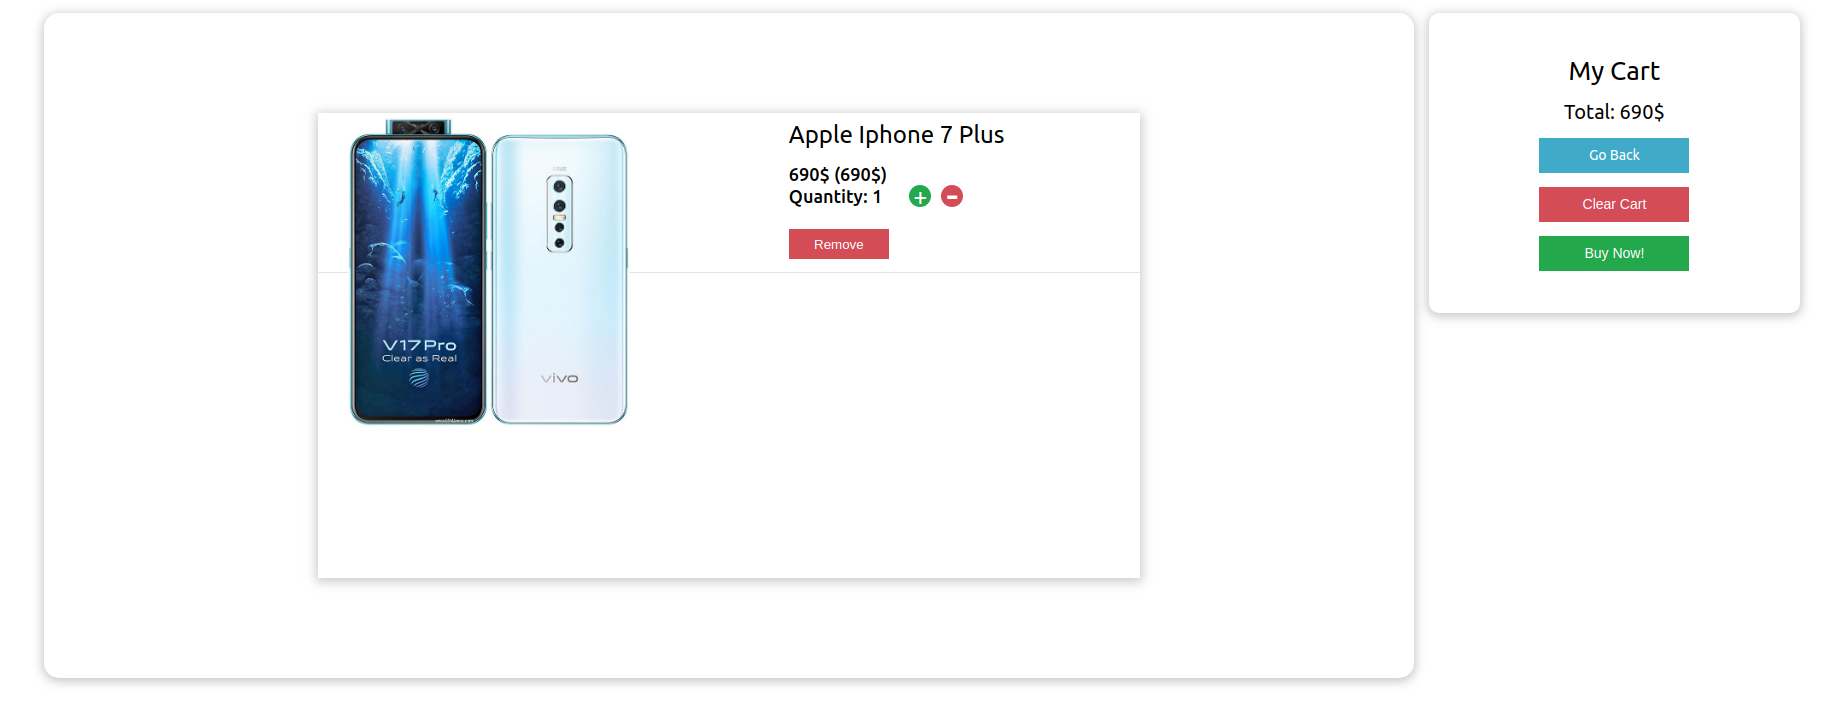 My Cart
Total: 690$
Go Back
Clear Cart
Buy Now!
Apple Iphone 7 Plus
690$ (690$)
Quantity: 1 + -
Remove
V17Pro
Clear as Real
vivo